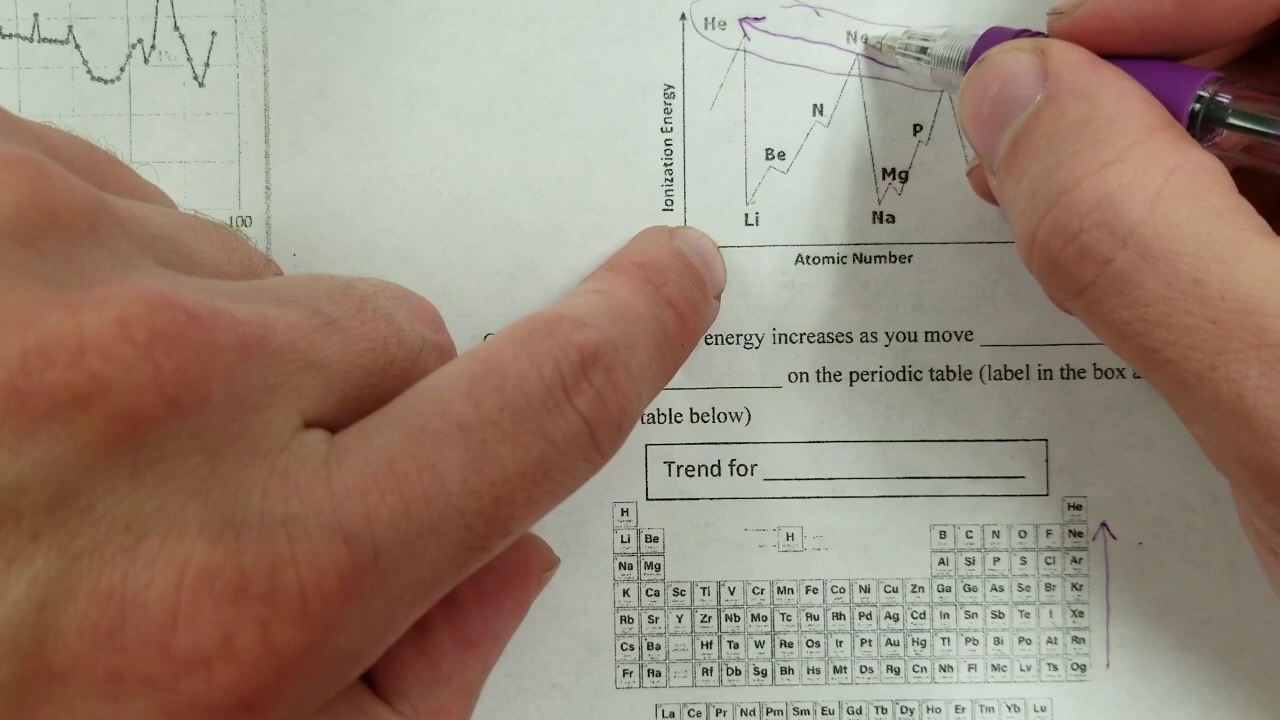 100
He
Ne
N
P
Be
Mg
Li
Na
Ionization Energy
Atomic Number
energy increases as you move
on the periodic table (label in the box
table below)
Trend for
H He
Li Be H B C N O F Ne
Na Mg Al Si P S Cl Ar
K Ca Sc Ti V Cr Mn Fe Co Ni Cu Zn Ga Ge As Se Br Kr
Rb Sr Y Zr Nb Mo Tc Ru Rh Pd Ag Cd In Sn Sb Te I Xe
Cs Ba Hf Ta W Re Os Ir Pt Au Hg Tl Pb Bi Po At Rn
Fr Ra Rf Db Sg Bh Hs Mt Ds Rg Cn Nh Fl Mc Lv Ts Og
La Ce Pr Nd Pm Sm Eu Gd Tb Dy Ho Er Tm Yb Lu